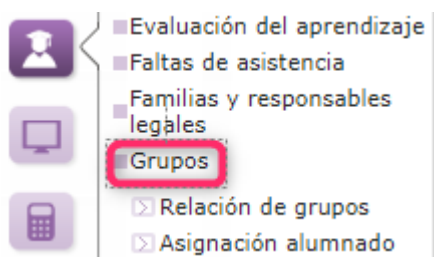 Evaluación del aprendizaje
Faltas de asistencia
Familias y responsables
legales
Grupos
Relación de grupos
Asignación alumnado